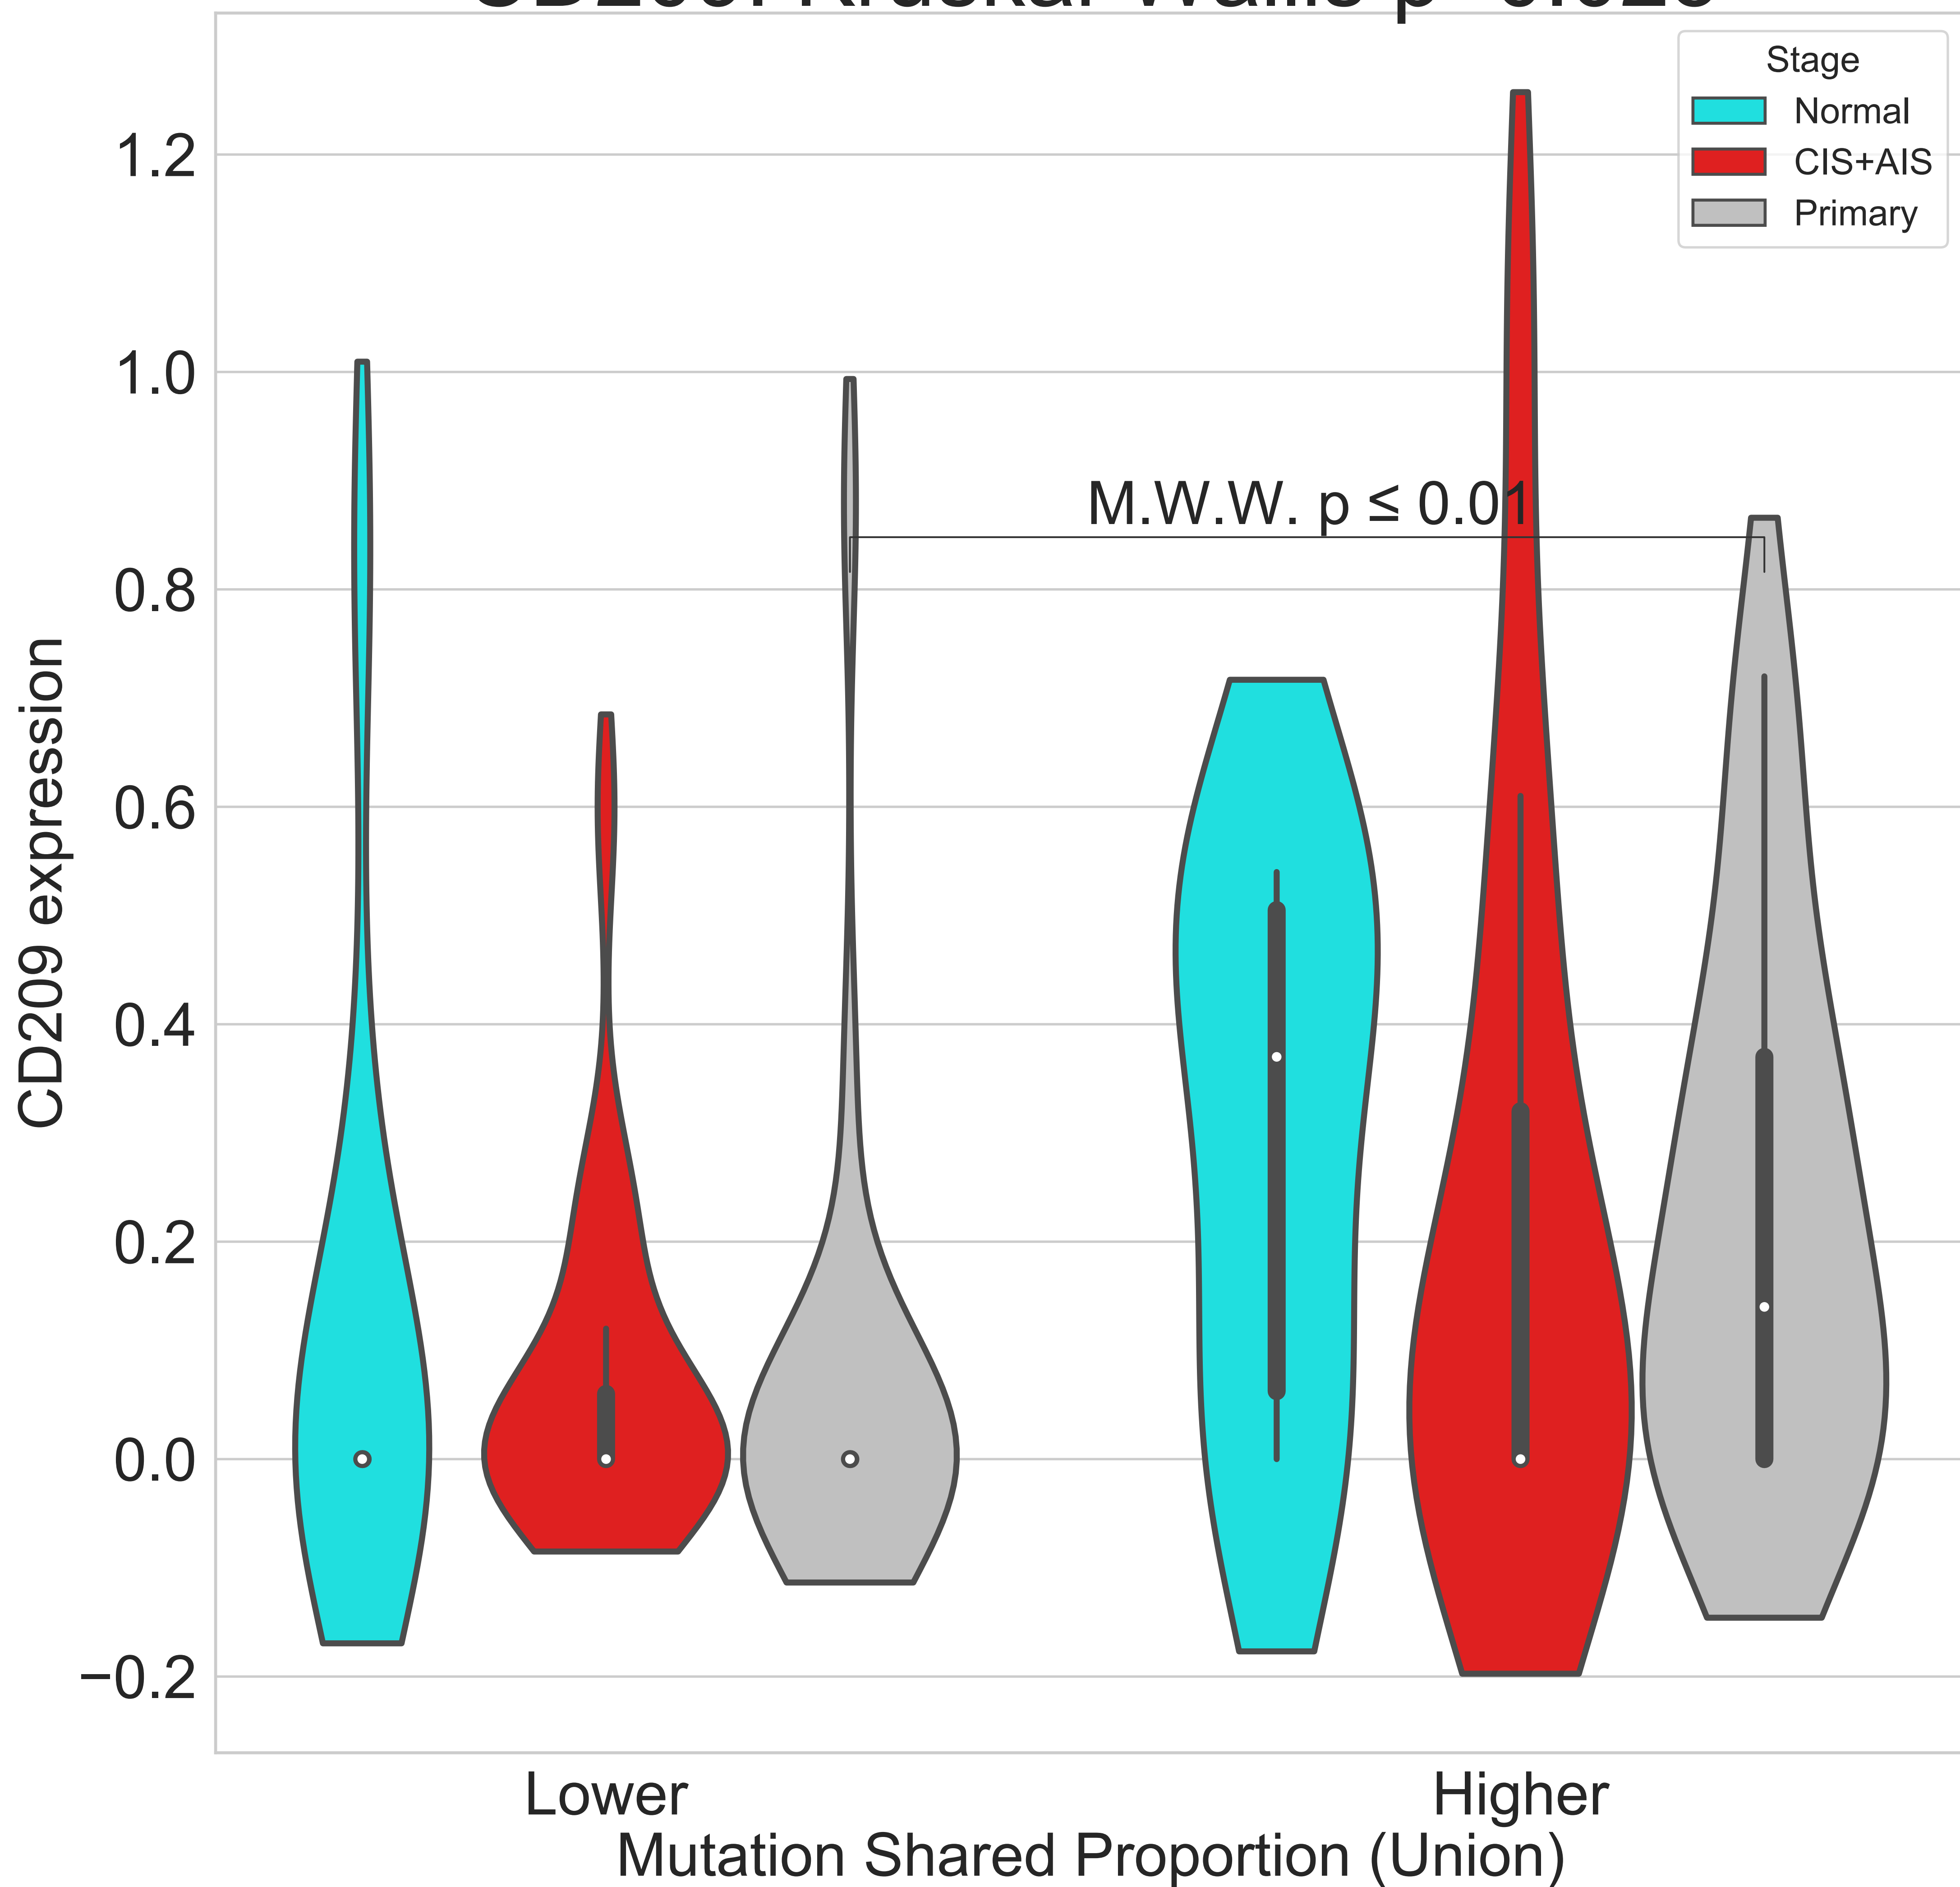 Stage
Normal
CIS+AIS
Primary
1.2
1.0
0.8
0.6
0.4
0.2
0.0
−0.2
CD209 expression
M.W.W. p ≤ 0.01
Lower
Higher
Mutation Shared Proportion (Union)